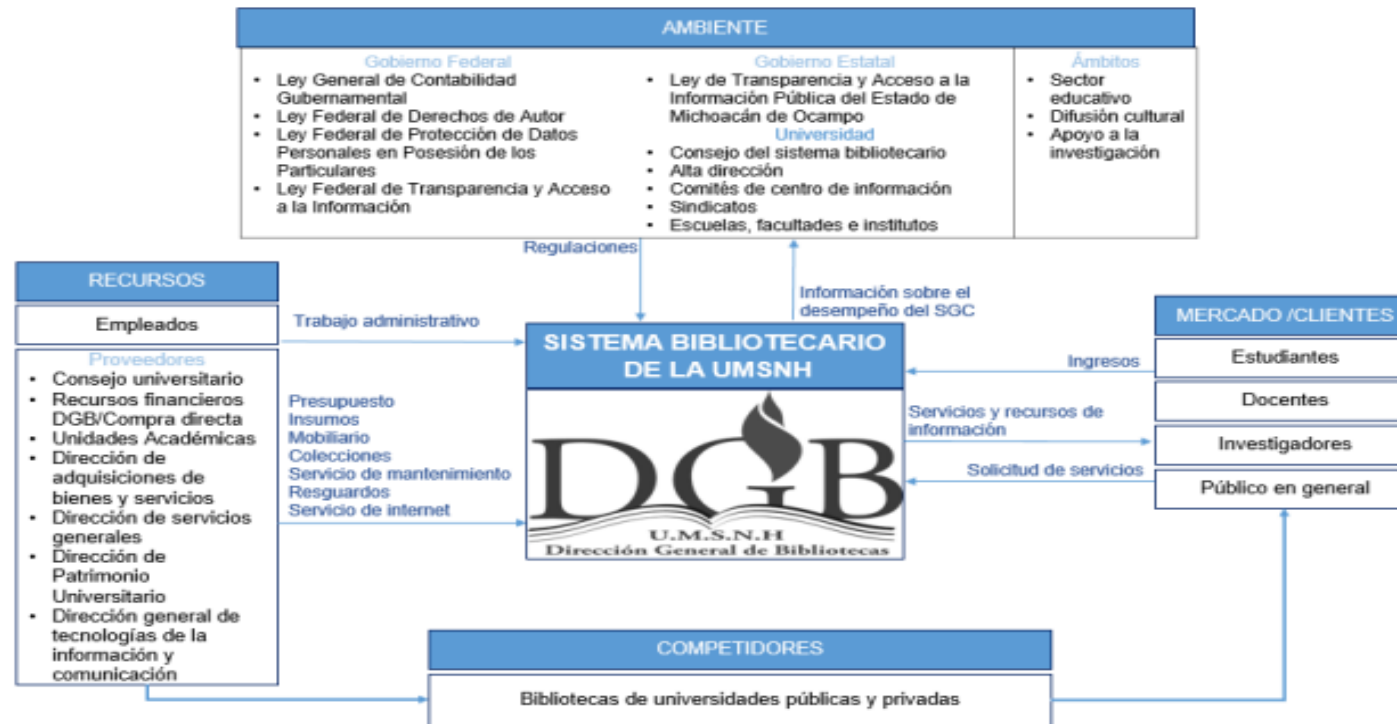 AMBIENTE
Gobierno Federal
• Ley General de Contabilidad
Gubernamental
• Ley Federal de Derechos de Autor
• Ley Federal de Protección de Datos
Personales en Posesión de los
Particulares
• Ley Federal de Transparencia y Acceso
a la Información
Gobierno Estatal
• Ley de Transparencia y Acceso a la
Información Pública del Estado de
Michoacán de Ocampo
Universidad
• Consejo del sistema bibliotecario
• Alta dirección
• Comités de centro de información
• Sindicatos
• Escuelas, facultades e institutos
Ámbitos
• Sector
educativo
• Difusión cultural
• Apoyo a la
investigación
Regulaciones
Información sobre el
desempeño del SGC
RECURSOS
Empleados
Proveedores
• Consejo universitario
• Recursos financieros
DGB/Compra directa
• Unidades Académicas
• Dirección de
adquisiciones de
bienes y servicios
• Dirección de servicios
generales
• Dirección de
Patrimonio
Universitario
• Dirección general de
tecnologías de la
información y
comunicación
Trabajo administrativo
Presupuesto
Insumos
Mobiliario
Colecciones
Servicio de mantenimiento
Resguardos
Servicio de internet
SISTEMA BIBLIOTECARIO
DE LA UMSNH
DGB
U.M.S.N.H
Dirección General de Bibliotecas
Ingresos
Servicios y recursos de
información
Solicitud de servicios
MERCADO /CLIENTES
Estudiantes
Docentes
Investigadores
Público en general
COMPETIDORES
Bibliotecas de universidades públicas y privadas